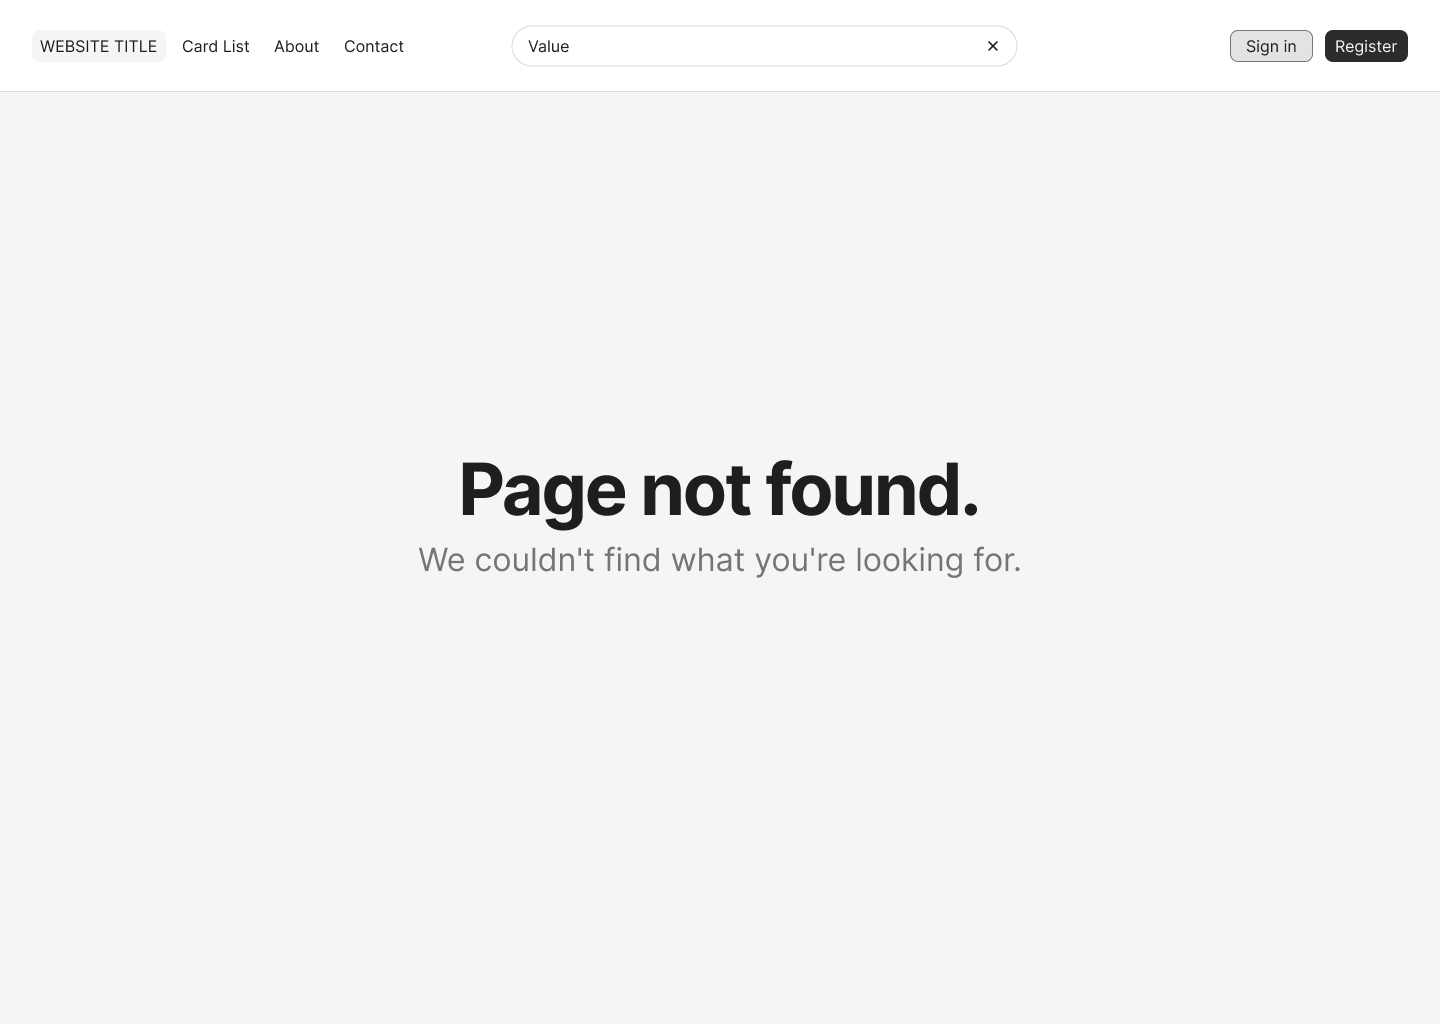 WEBSITE TITLE Card List About Contact Value Sign in Register
Page not found.
We couldn't find what you're looking for.